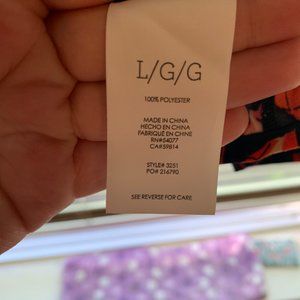 L/G/G
100% POLYESTER
MADE IN CHINA
HECHO EN CHINA
FABRIQUÉ EN CHINE
RN#54077
CA#59814
STYLE# 3251
PO# 216790
SEE REVERSE FOR CARE